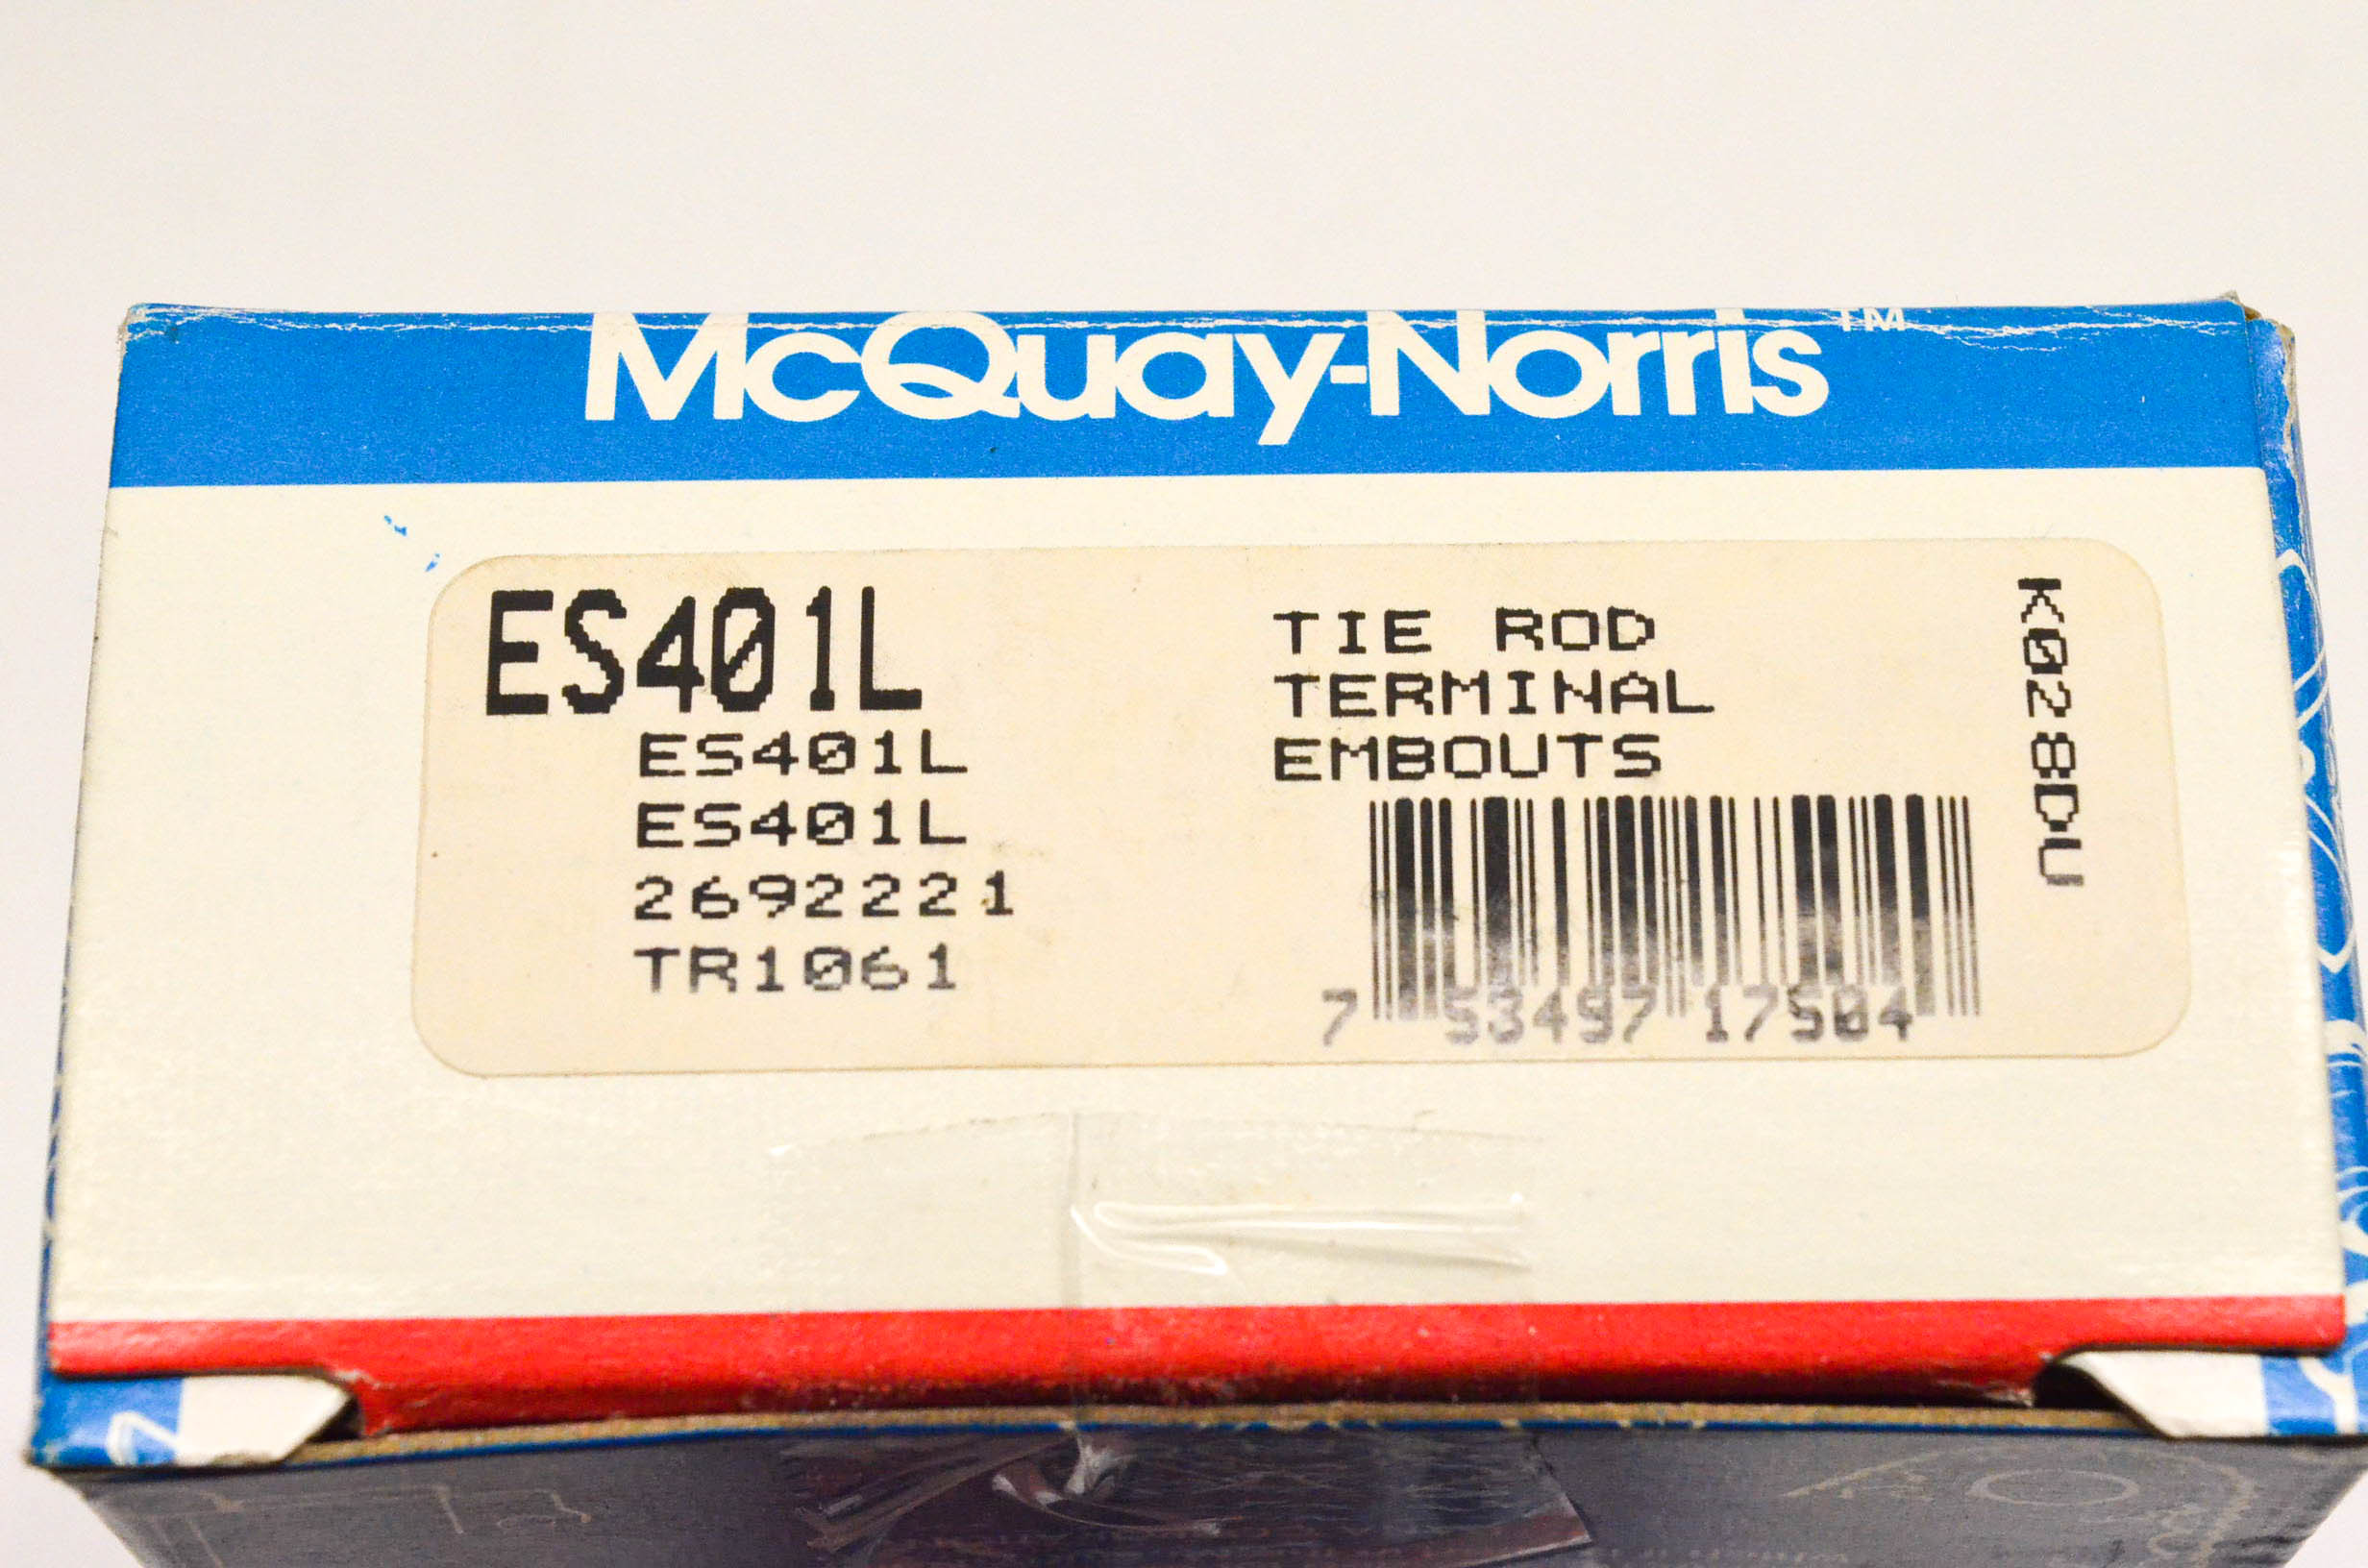 McQuay-Norris™
ES401L
ES401L
ES401L
2692221
TR1061
TIE ROD
TERMINAL
EMBOUTS
7 53497 17504
K028DU